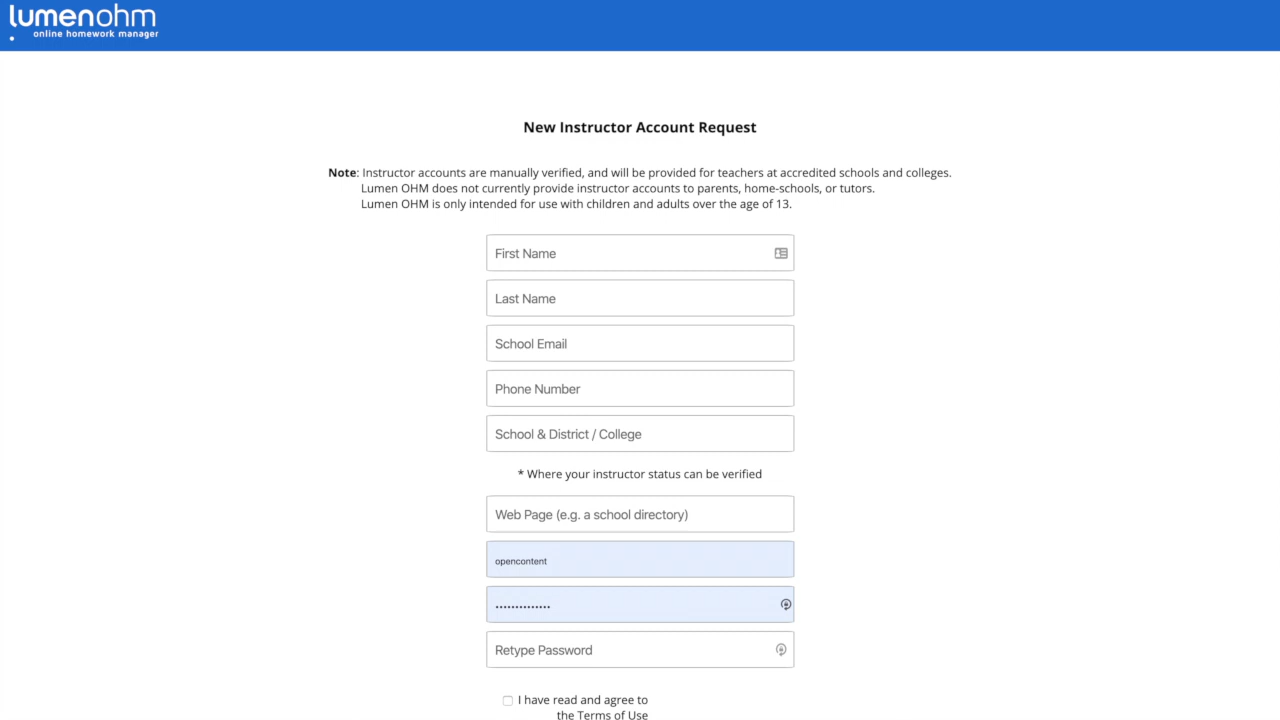 lumenohm
online homework manager
New Instructor Account Request
Note: Instructor accounts are manually verified, and will be provided for teachers at accredited schools and colleges.
Lumen OHM does not currently provide instructor accounts to parents, home-schools, or tutors.
Lumen OHM is only intended for use with children and adults over the age of 13.
First Name
Last Name
School Email
Phone Number
School & District / College
* Where your instructor status can be verified
Web Page (e.g. a school directory)
opencontent
••••••••••••••
Retype Password
I have read and agree to
the Terms of Use